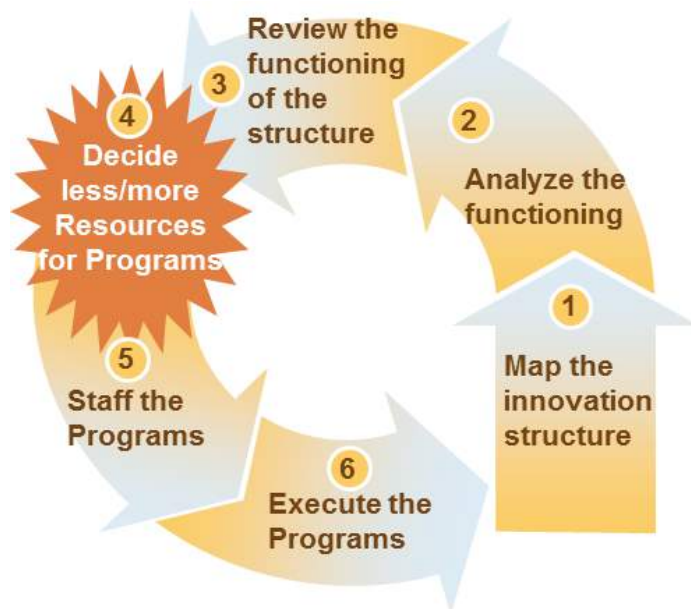 1
Map the
innovation
structure
2
Analyze the
functioning
3
Review the
functioning
of the
structure
4
Decide
less/more
Resources
for Programs
5
Staff the
Programs
6
Execute the
Programs